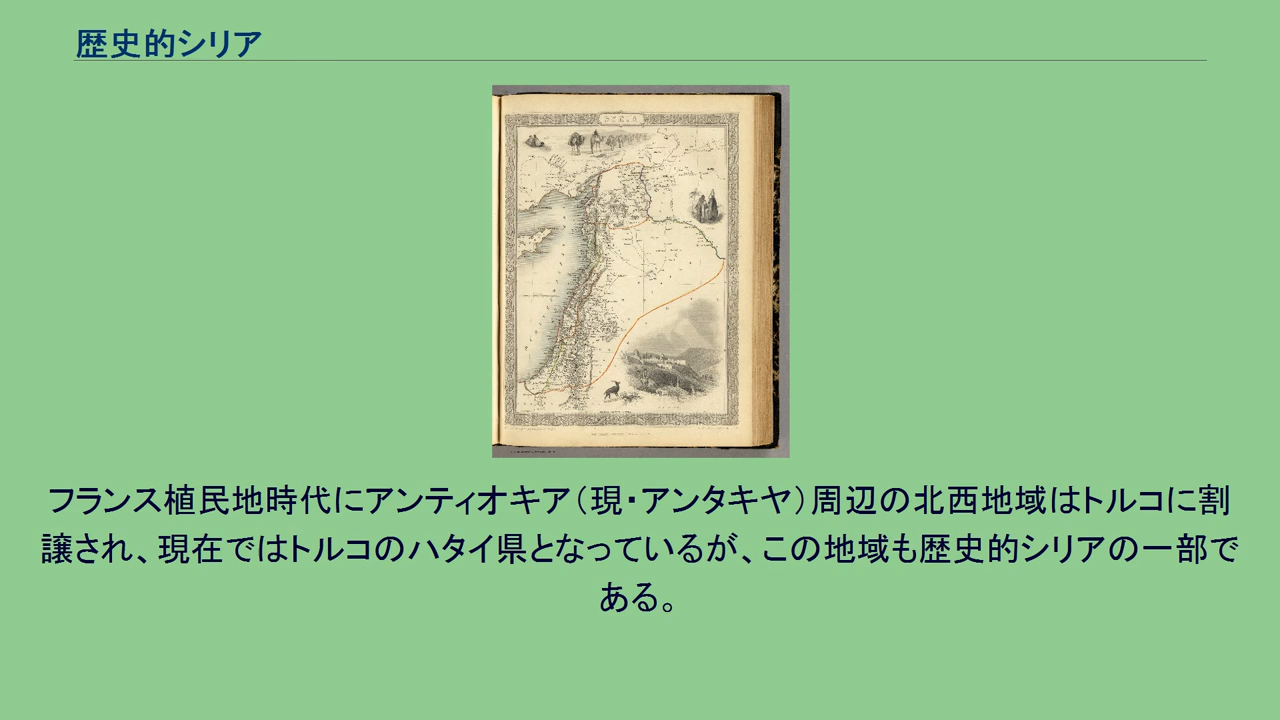 歴史的シリア
SYRIA.
フランス植民地時代にアンティオキア（現・アンタキヤ）周辺の北西地域はトルコに割
譲され、現在ではトルコのハタイ県となっているが、この地域も歴史的シリアの一部で
ある。